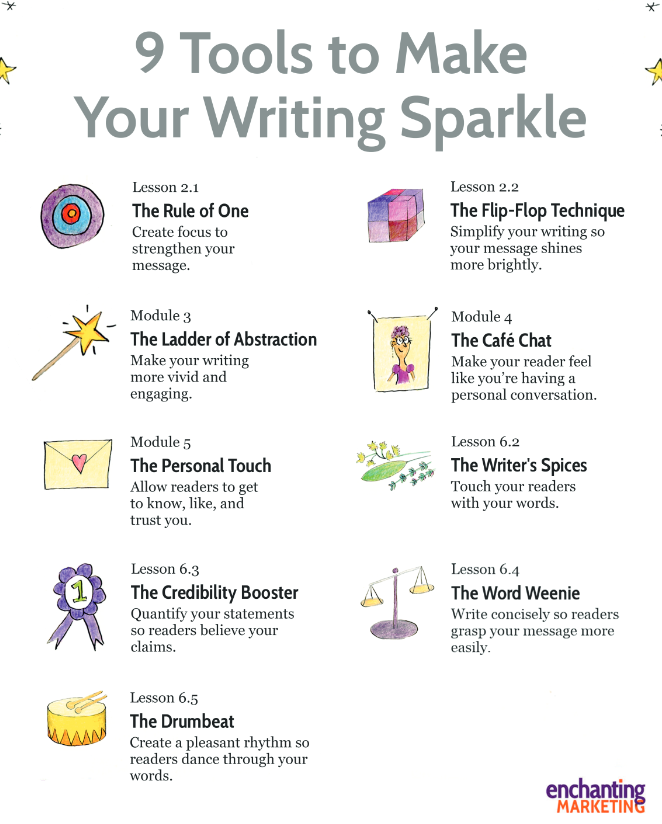 9 Tools to Make
Your Writing Sparkle
Lesson 2.1
The Rule of One
Create focus to
strengthen your
message.
Lesson 2.2
The Flip-Flop Technique
Simplify your writing so
your message shines
more brightly.
Module 3
The Ladder of Abstraction
Make your writing
more vivid and
engaging.
Module 4
The Café Chat
Make your reader feel
like you're having a
personal conversation.
Module 5
The Personal Touch
Allow readers to get
to know, like, and
trust you.
Lesson 6.2
The Writer's Spices
Touch your readers
with your words.
Lesson 6.3
1
The Credibility Booster
Quantify your statements
so readers believe your
claims.
Lesson 6.4
The Word Weenie
Write concisely so readers
grasp your message more
easily.
Lesson 6.5
The Drumbeat
Create a pleasant rhythm so
readers dance through your
words.
enchanting
MARKETING